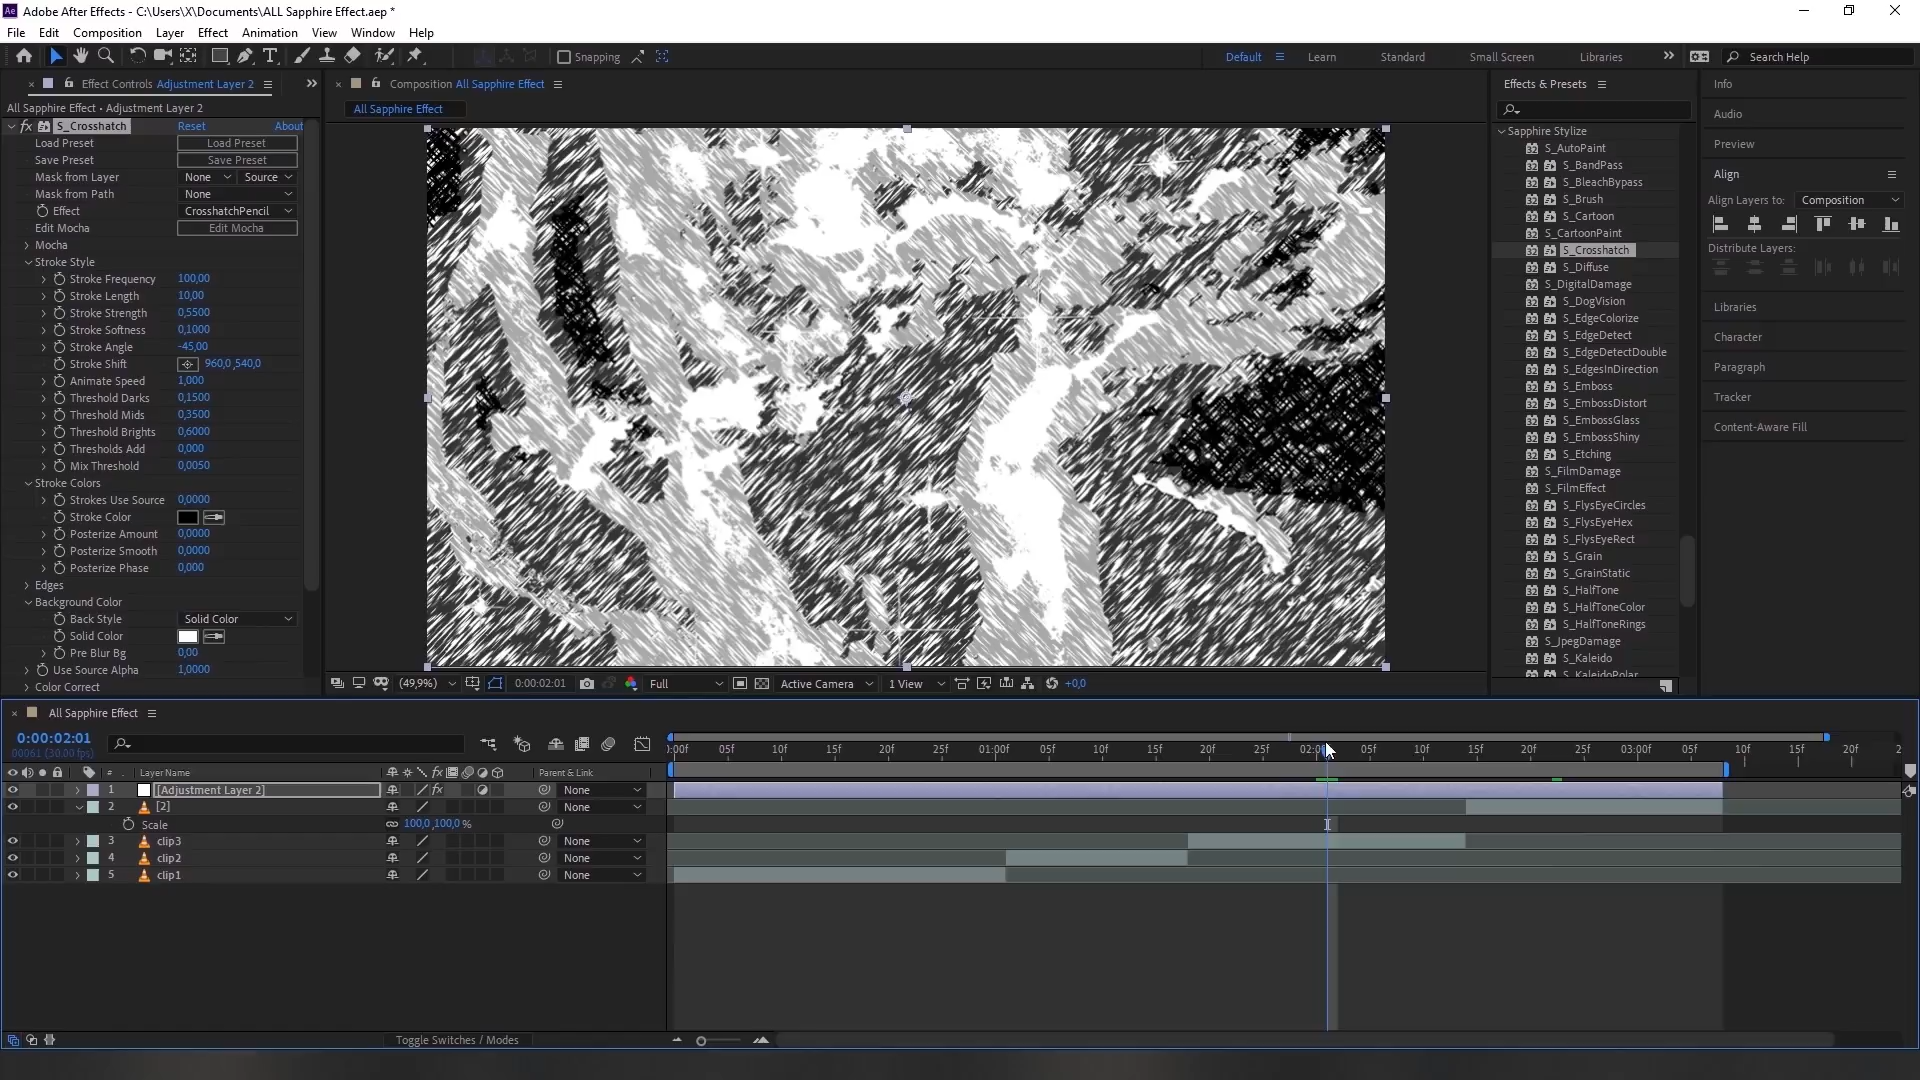 Ae Adobe After Effects - C:\Users\X\Documents\ALL Sapphire Effect.aep *
File Edit Composition Layer Effect Animation View Window Help
Snapping Default Learn Standard Small Screen Libraries Search Help
Effect Controls Adjustment Layer 2
All Sapphire Effect • Adjustment Layer 2
fx S_Crosshatch Reset About
Load Preset Load Preset
Save Preset Save Preset
Mask from Layer None Source
Mask from Path None
Effect CrosshatchPencil
Edit Mocha Edit Mocha
Mocha
Stroke Style
Stroke Frequency 100,00
Stroke Length 10,00
Stroke Strength 0,5500
Stroke Softness 0,1000
Stroke Angle -45,00
Stroke Shift 960,0,540,0
Animate Speed 1,000
Threshold Darks 0,1500
Threshold Mids 0,3500
Threshold Brights 0,6000
Thresholds Add 0,000
Mix Threshold 0,0050
Stroke Colors
Strokes Use Source 0,0000
Stroke Color
Posterize Amount 0,0000
Posterize Smooth 0,0000
Posterize Phase 0,000
Edges
Background Color
Back Style Solid Color
Solid Color
Pre Blur Bg 0,00
Use Source Alpha 1,0000
Color Correct
Composition All Sapphire Effect
All Sapphire Effect
(49,9%) 0:00:02:01 Full Active Camera 1 View +0,0
Effects & Presets
Sapphire Stylize
S_AutoPaint
S_BandPass
S_BleachBypass
S_Brush
S_Cartoon
S_CartoonPaint
S_Crosshatch
S_Diffuse
S_DigitalDamage
S_DogVision
S_EdgeColorize
S_EdgeDetect
S_EdgeDetectDouble
S_EdgesInDirection
S_Emboss
S_EmbossDistort
S_EmbossGlass
S_EmbossShiny
S_Etching
S_FilmDamage
S_FilmEffect
S_FlysEyeCircles
S_FlysEyeHex
S_FlysEyeRect
S_Grain
S_GrainStatic
S_HalfTone
S_HalfToneColor
S_HalfToneRings
S_JpegDamage
S_Kaleido
S_KaleidoPolar
Info
Audio
Preview
Align
Align Layers to: Composition
Distribute Layers:
Libraries
Character
Paragraph
Tracker
Content-Aware Fill
All Sapphire Effect
0:00:02:01
00061 (30.00 fps)
:00f 05f 10f 15f 20f 25f 01:00f 05f 10f 15f 20f 25f 02:00 05f 10f 15f 20f 25f 03:00f 05f 10f 15f 20f 2
# Layer Name fx Parent & Link
1 [Adjustment Layer 2] fx None
2 [2] None
Scale 100,0,100,0 %
3 clip3 None
4 clip2 None
5 clip1 None
Toggle Switches / Modes